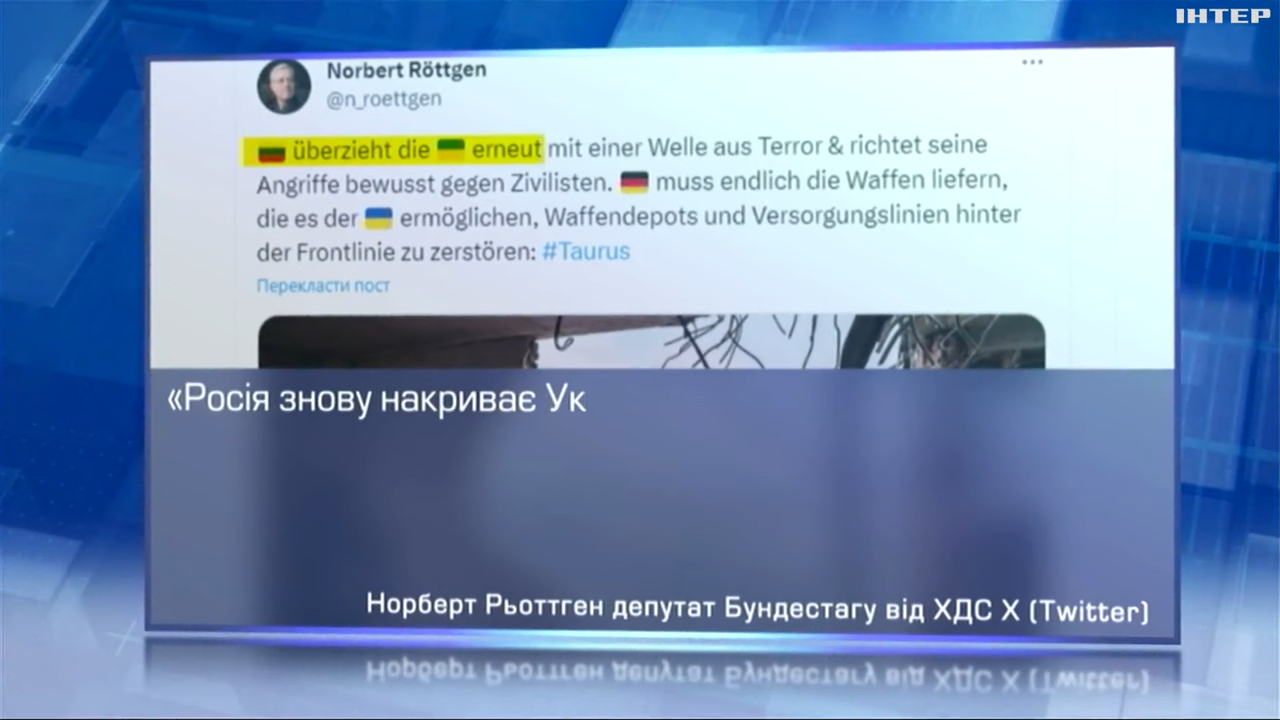 ІНТЕР
Norbert Röttgen
@n_roettgen
überzieht die erneut mit einer Welle aus Terror & richtet seine
Angriffe bewusst gegen Zivilisten. muss endlich die Waffen liefern,
die es der ermöglichen, Waffendepots und Versorgungslinien hinter
der Frontlinie zu zerstören: #Taurus
Перекласти пост
«Росія знову накриває Ук
Норберт Рьоттген депутат Бундестагу від ХДС X (Twitter)